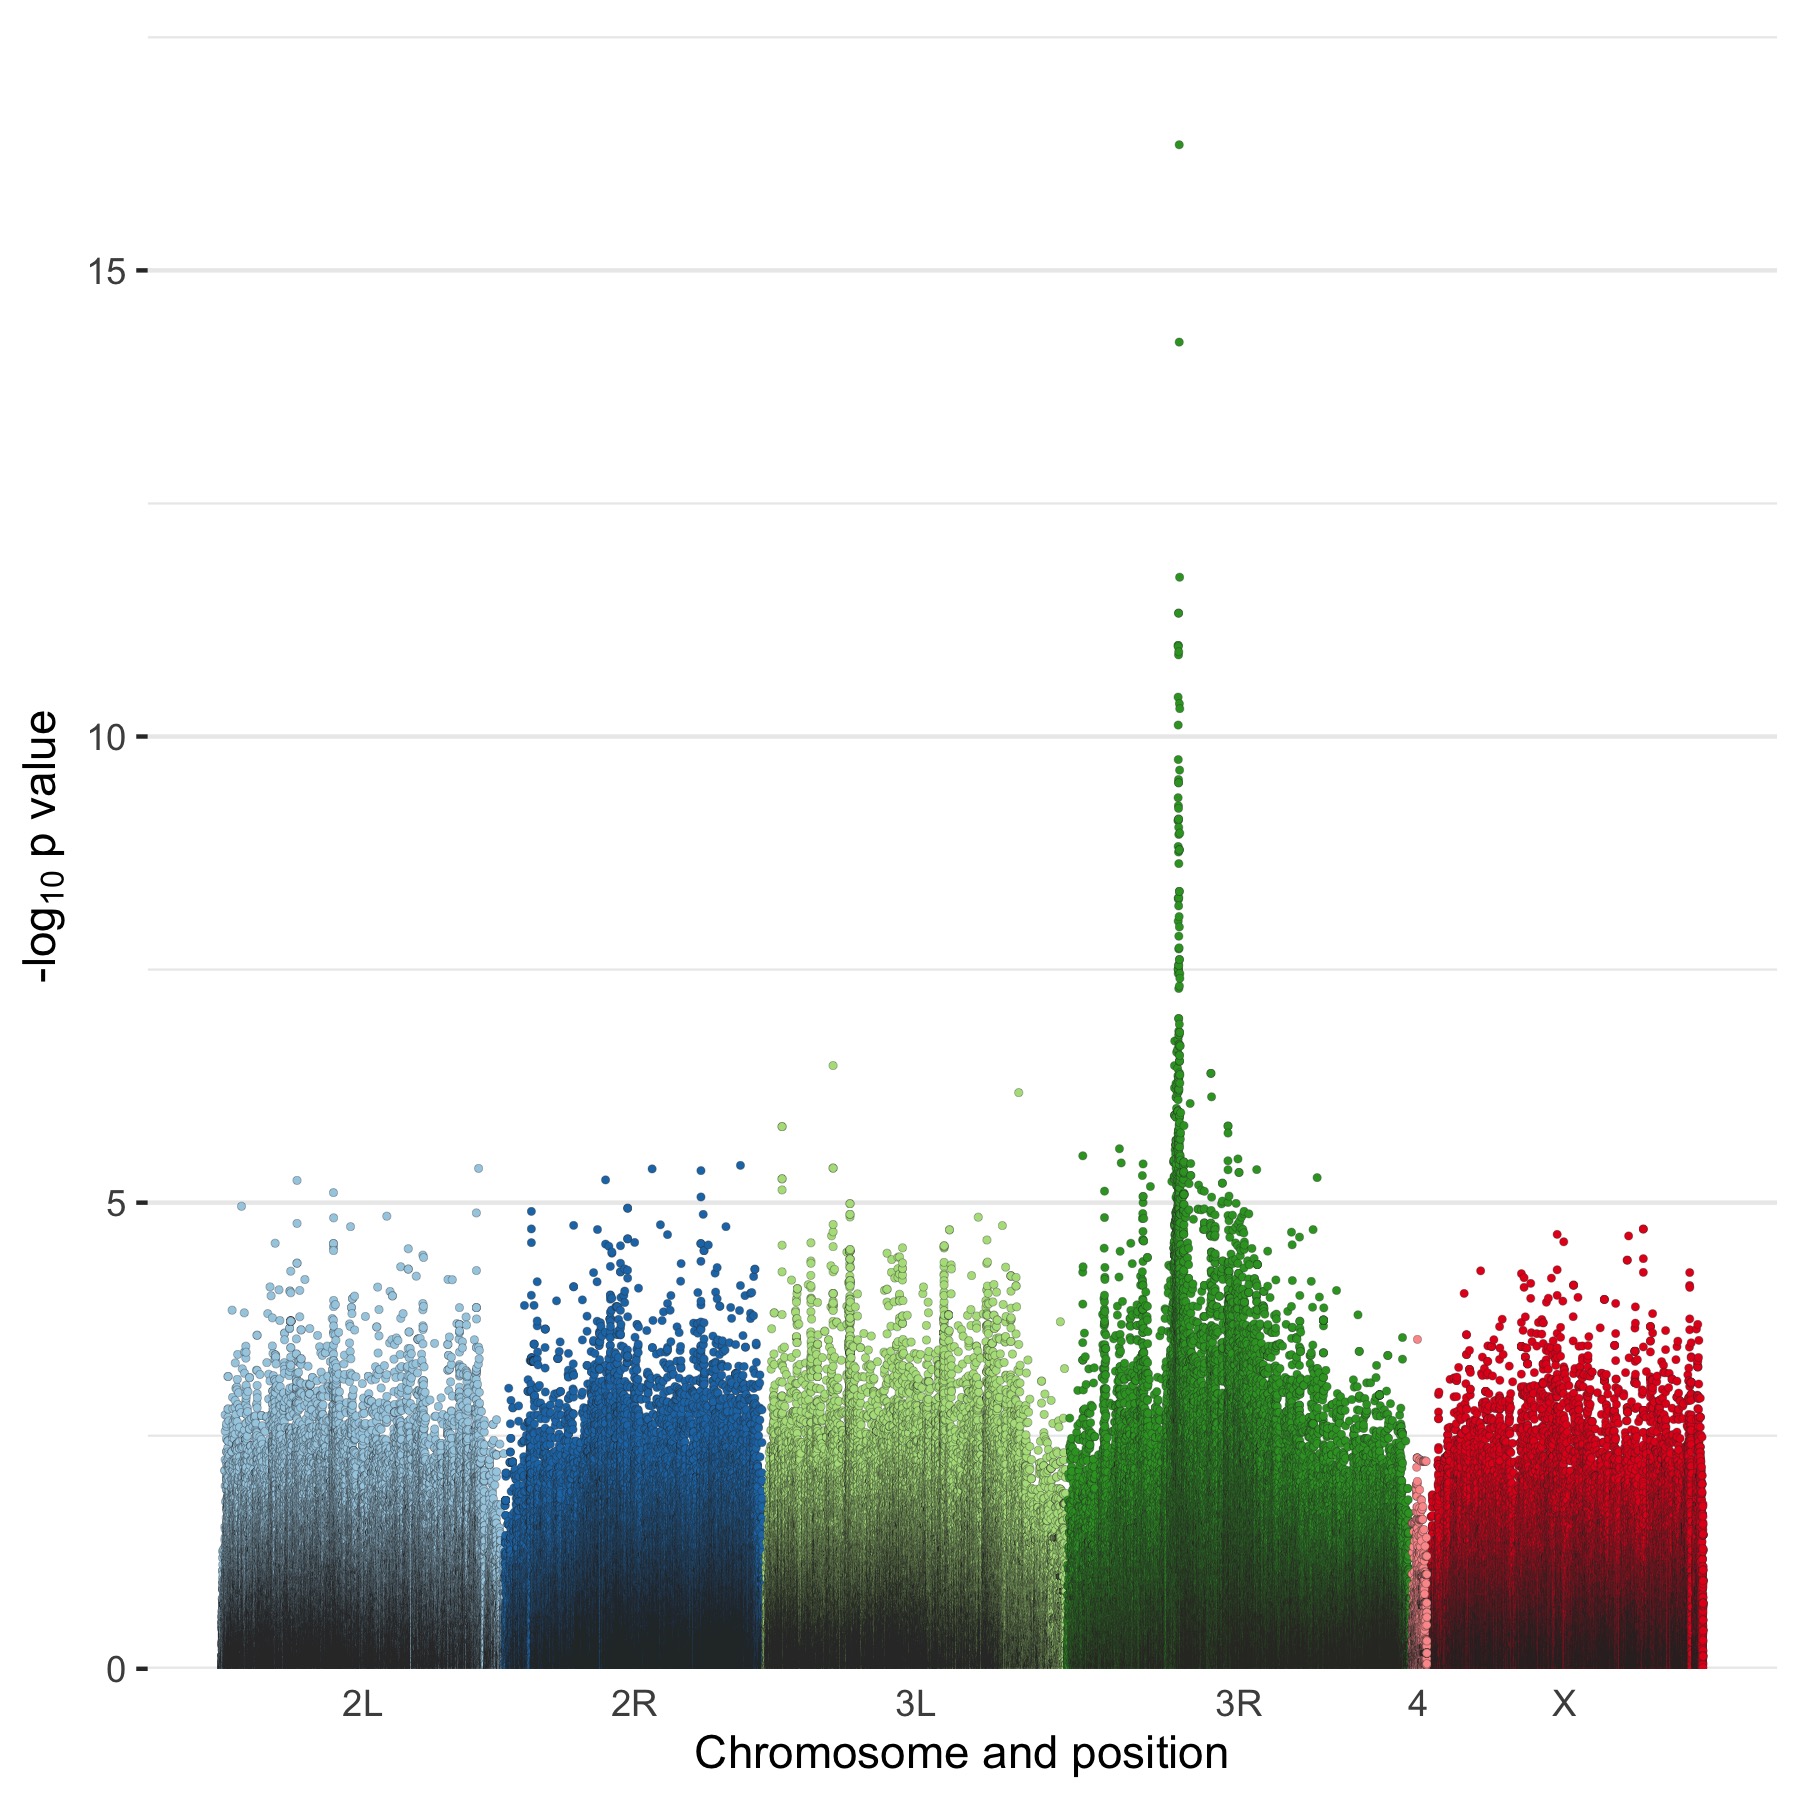 15
10
5
0
-log₁₀ p value
2L 2R 3L 3R 4 X
Chromosome and position